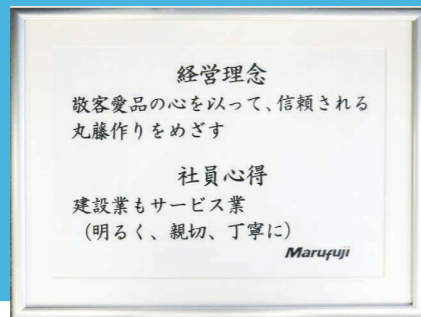 経営理念
敬客愛品の心を以って、信頼される
丸藤作りをめざす
社員心得
建設業もサービス業
(明るく、親切、丁寧に)
Marufuji